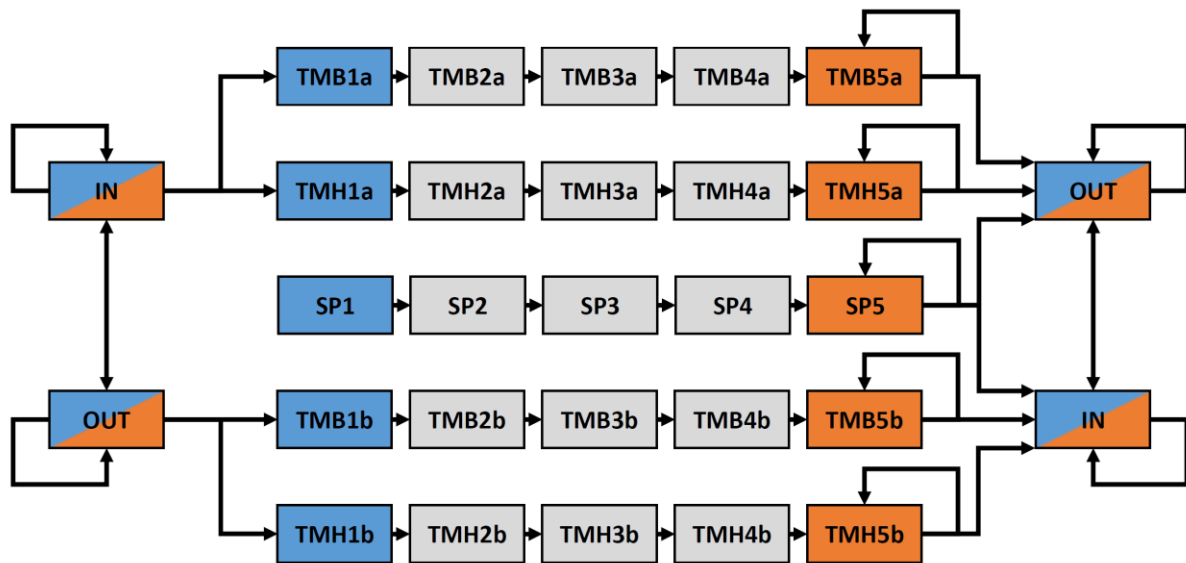 TMB1a TMB2a TMB3a TMB4a TMB5a
IN TMH1a TMH2a TMH3a TMH4a TMH5a OUT
SP1 SP2 SP3 SP4 SP5
OUT TMB1b TMB2b TMB3b TMB4b TMB5b IN
TMH1b TMH2b TMH3b TMH4b TMH5b